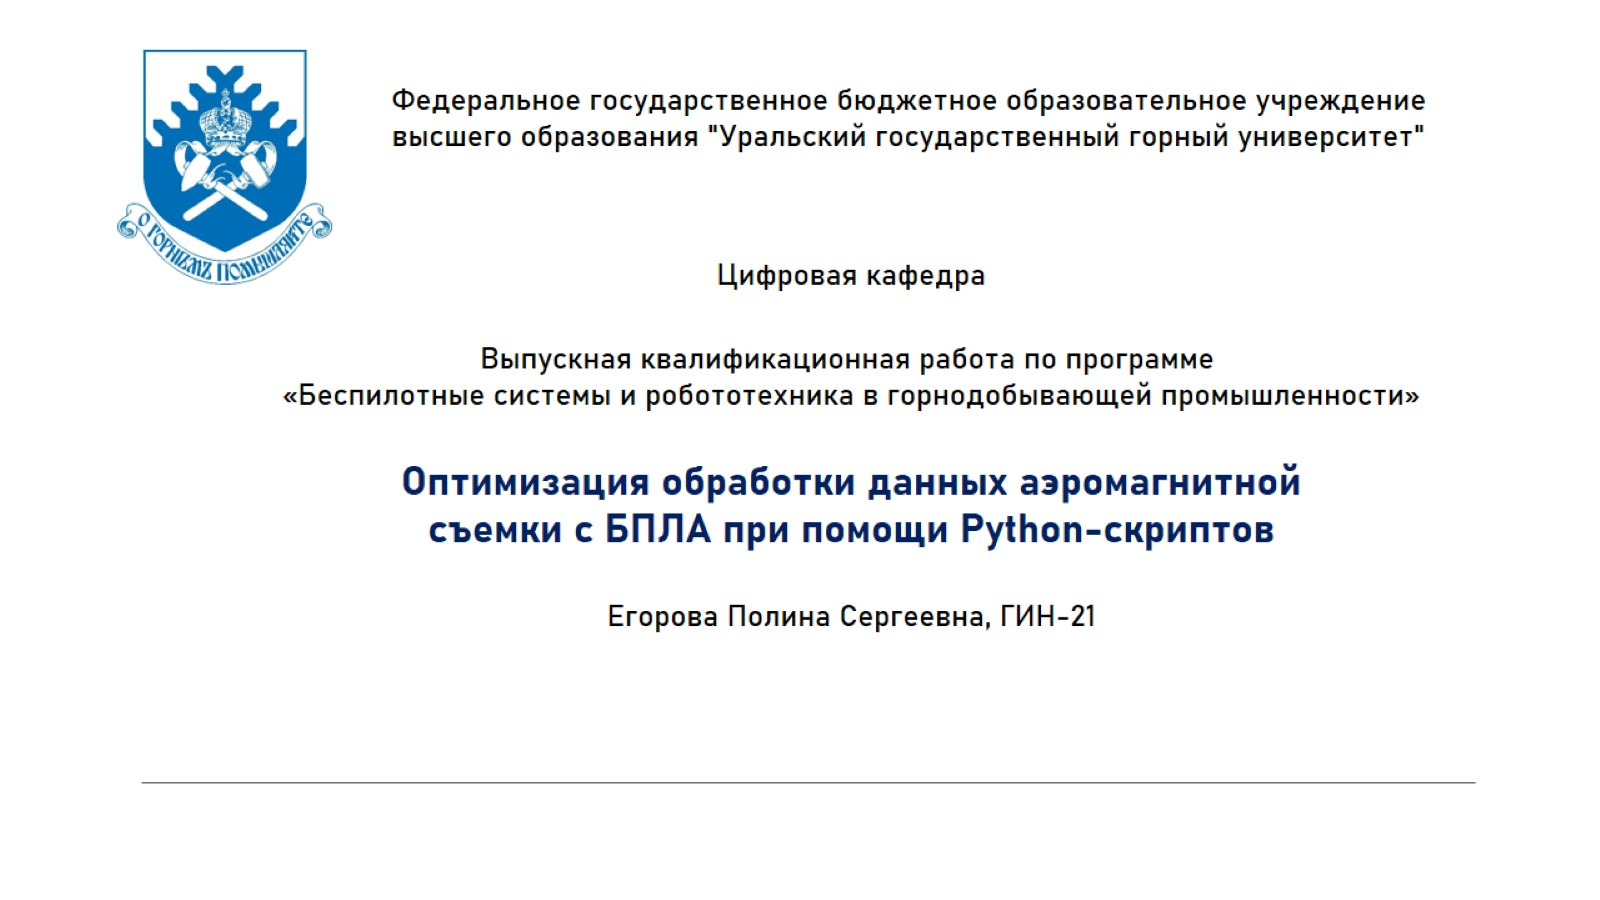 Федеральное государственное бюджетное образовательное учреждение
высшего образования "Уральский государственный горный университет"
О ГОРНЕМЪ ПОМЫШЛЯЙТЕ
Цифровая кафедра
Выпускная квалификационная работа по программе
«Беспилотные системы и робототехника в горнодобывающей промышленности»
Оптимизация обработки данных аэромагнитной
съемки с БПЛА при помощи Python-скриптов
Егорова Полина Сергеевна, ГИН-21